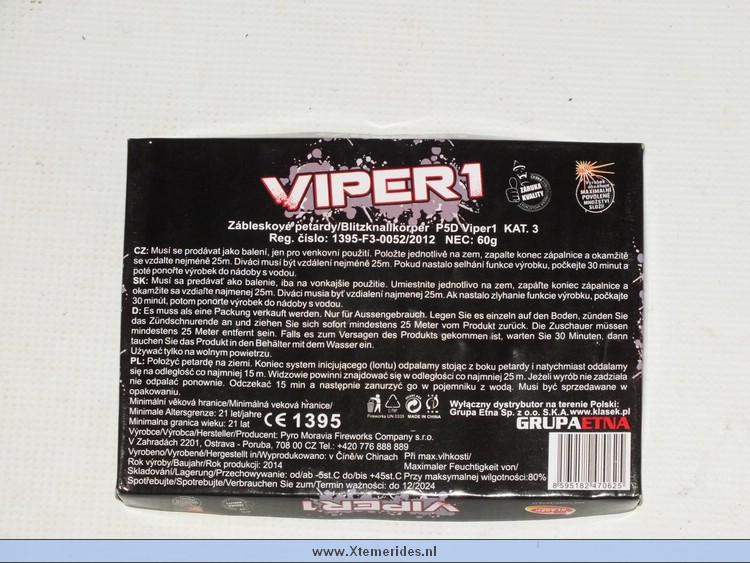 VIPER1
ZÁRUKA
KVALITY
Výrobek
obsahuje
MAXIMÁLNÍ
POVOLENÉ
MNOŽSTVÍ
SLOŽE
Zábleskové petardy/Blitzknallkörper P5D Viper1 KAT. 3
Reg. číslo: 1395-F3-0052/2012 NEC: 60g
CZ: Musí se prodávat jako balení, jen pro venkovní použití. Položte jednotlivě na zem, zapalte konec zápalnice a okamžitě
se vzdalte nejméně 25m. Diváci musí být vzdálení nejméně 25m. Pokud nastalo selhání funkce výrobku, počkejte 30 minut a
poté ponořte výrobek do nádoby s vodou.
SK: Musí sa predávať ako balenie, iba na vonkajšie použitie. Umiestnite jednotlivo na zem, zapáľte konec zápalnice a
okamžite sa vzdiaľte najmenej 25m. Diváci musia byť vzdialení najmenej 25m. Ak nastalo zlyhanie funkcie výrobku, počkajte
30 minút, potom ponorte výrobek do nádoby s vodou.
D: Es muss als eine Packung verkauft werden. Nur für Aussengebrauch. Legen Sie es einzeln auf den Boden, zünden Sie
das Zündschnurende an und ziehen Sie sich sofort mindestens 25 Meter vom Produkt zurück. Die Zuschauer müssen
mindestens 25 Meter entfernt sein. Falls es zum Versagen des Produkts gekommen ist, warten Sie 30 Minuten, dann
tauchen Sie das Produkt in den Behälter mit dem Wasser ein.
Używać tylko na wolnym powietrzu.
PL: Położyć petardę na ziemi. Koniec system inicjującego (lontu) odpalamy stojąc z boku petardy i natychmiast oddalamy
się na odległość co najmniej 15 m. Widzowie powinni znajdować się w odległości co najmniej 25 m. Jeżeli wyrób nie zadziała
nie odpalać ponownie. Odczekać 15 min a następnie zanurzyć go w pojemniku z wodą. Musi być sprzedawane w
opakowaniu.
Minimální věková hranice/Minimálná veková hranice/
Minimale Altersgrenze: 21 let/jahre
Minimalna granica wieku: 21 lat
CE 1395
Fireworks UN 0335
MADE IN CHINA
Wyłączny dystrybutor na terenie Polski:
Grupa Etna Sp. z o.o. S.K.A. www.klasek.pl
GRUPAETNA
Výrobce/Výrobca/Hersteller/Producent: Pyro Moravia Fireworks Company s.r.o.
V Zahradách 2201, Ostrava - Poruba, 708 00 CZ Tel.: +420 776 888 889
Vyrobeno/Vyrobené/Hergestellt in/Wyprodukowano: v Číně/w Chinach Při max.vlhkosti/
Rok výroby/Baujahr/Rok produkcji: 2014 Maximaler Feuchtigkeit von/
Skladování/Lagerung/Przechowywanie: od/ab -5st.C do/bis +45st.C Przy maksymalnej wilgotności:80%
Spotřebujte/Spotrebujte/Verbrauchen Sie zum/Termin ważności: do 12/2024
8 595182 470625
VIPER1
www.Xtemerides.nl